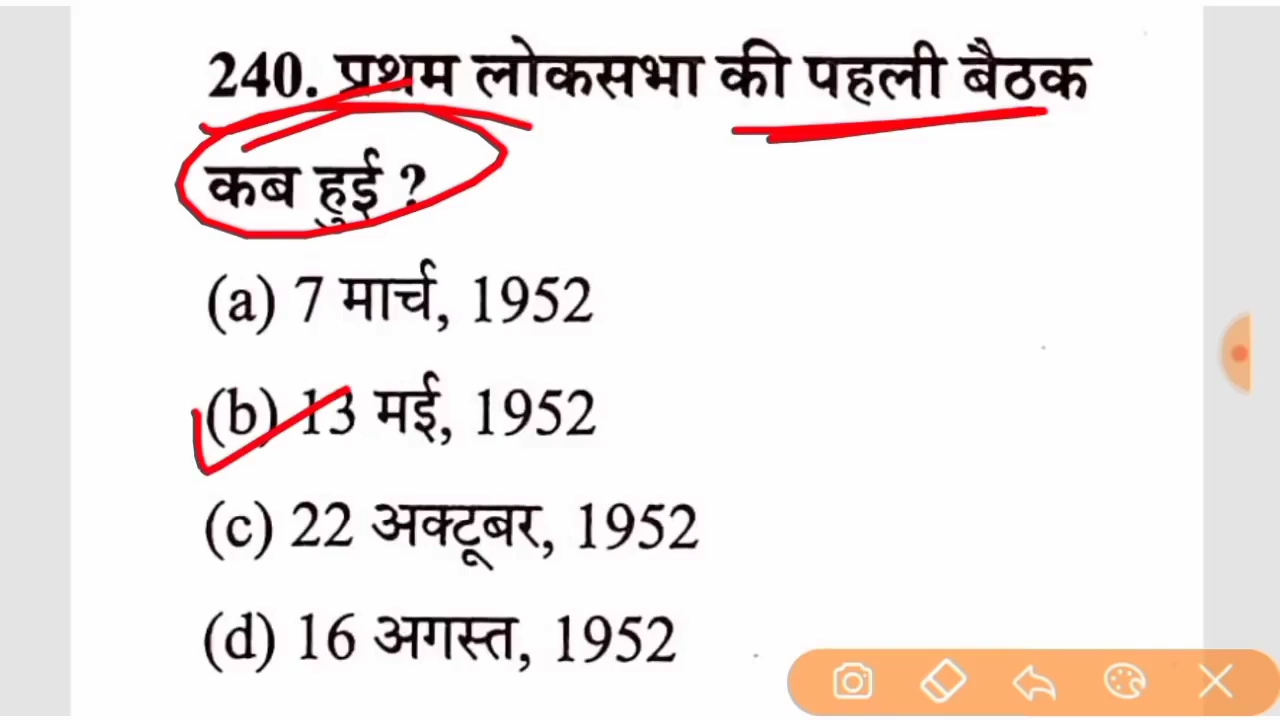 240. प्रथम लोकसभा की पहली बैठक
कब हुई ?
(a) 7 मार्च, 1952
(b) 13 मई, 1952
(c) 22 अक्टूबर, 1952
(d) 16 अगस्त, 1952